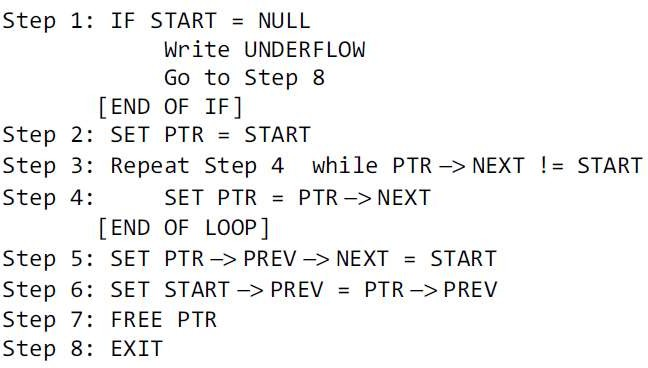 Step 1: IF START = NULL
Write UNDERFLOW
Go to Step 8
[END OF IF]
Step 2: SET PTR = START
Step 3: Repeat Step 4 while PTR —> NEXT != START
Step 4: SET PTR = PTR —> NEXT
[END OF LOOP]
Step 5: SET PTR —> PREV —> NEXT = START
Step 6: SET START —> PREV = PTR —> PREV
Step 7: FREE PTR
Step 8: EXIT